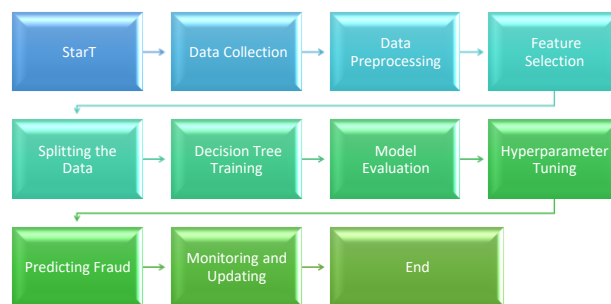 StarT
Data Collection
Data
Preprocessing
Feature
Selection
Splitting the
Data
Decision Tree
Training
Model
Evaluation
Hyperparameter
Tuning
Predicting Fraud
Monitoring and
Updating
End